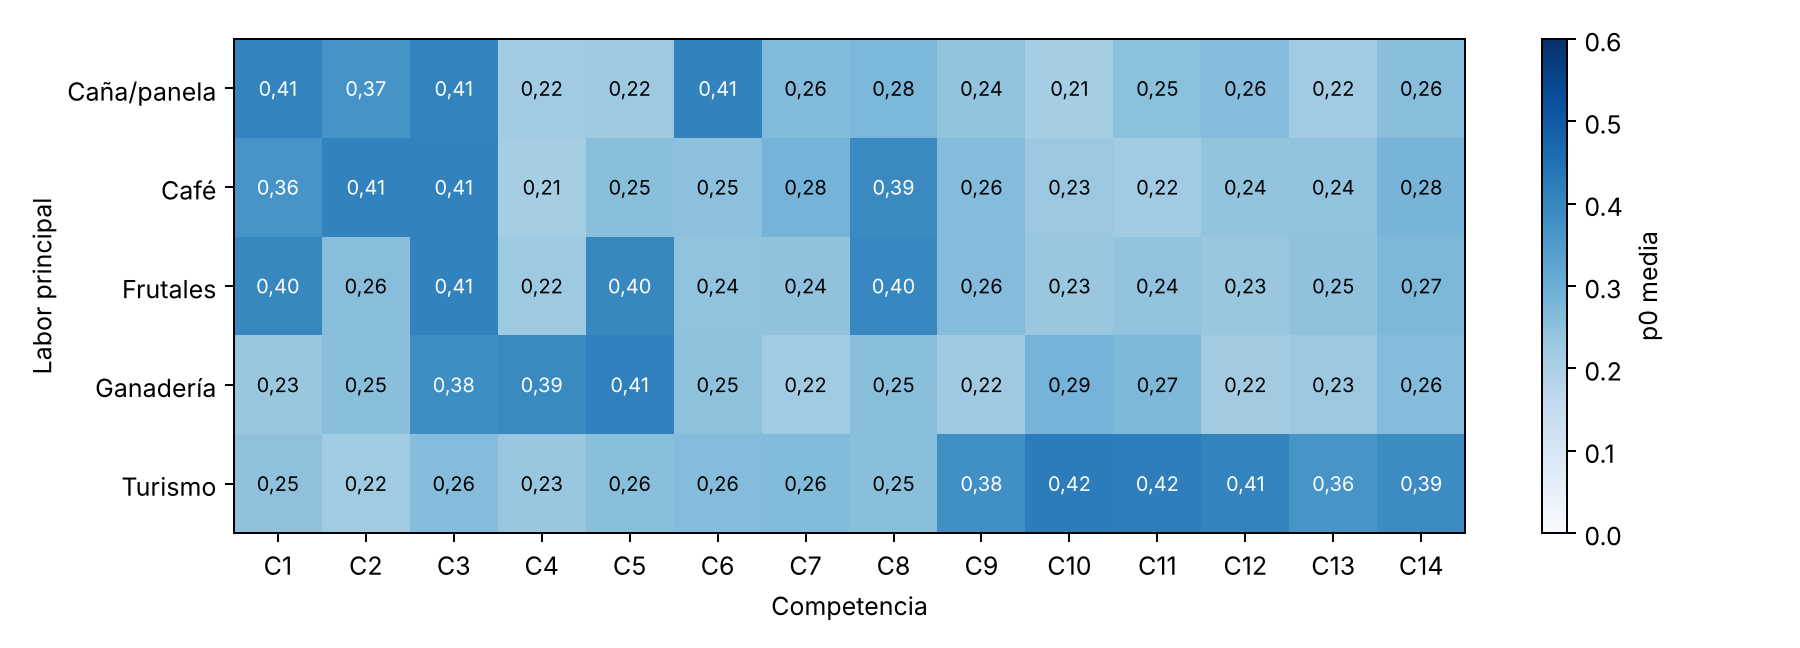 Caña/panela 0,41 0,37 0,41 0,22 0,22 0,41 0,26 0,28 0,24 0,21 0,25 0,26 0,22 0,26
Café 0,36 0,41 0,41 0,21 0,25 0,25 0,28 0,39 0,26 0,23 0,22 0,24 0,24 0,28
Frutales 0,40 0,26 0,41 0,22 0,40 0,24 0,24 0,40 0,26 0,23 0,24 0,23 0,25 0,27
Ganadería 0,23 0,25 0,38 0,39 0,41 0,25 0,22 0,25 0,22 0,29 0,27 0,22 0,23 0,26
Turismo 0,25 0,22 0,26 0,23 0,26 0,26 0,26 0,25 0,38 0,42 0,42 0,41 0,36 0,39
C1 C2 C3 C4 C5 C6 C7 C8 C9 C10 C11 C12 C13 C14
Competencia
Labor principal
0.6
0.5
0.4
0.3
0.2
0.1
0.0
p0 media